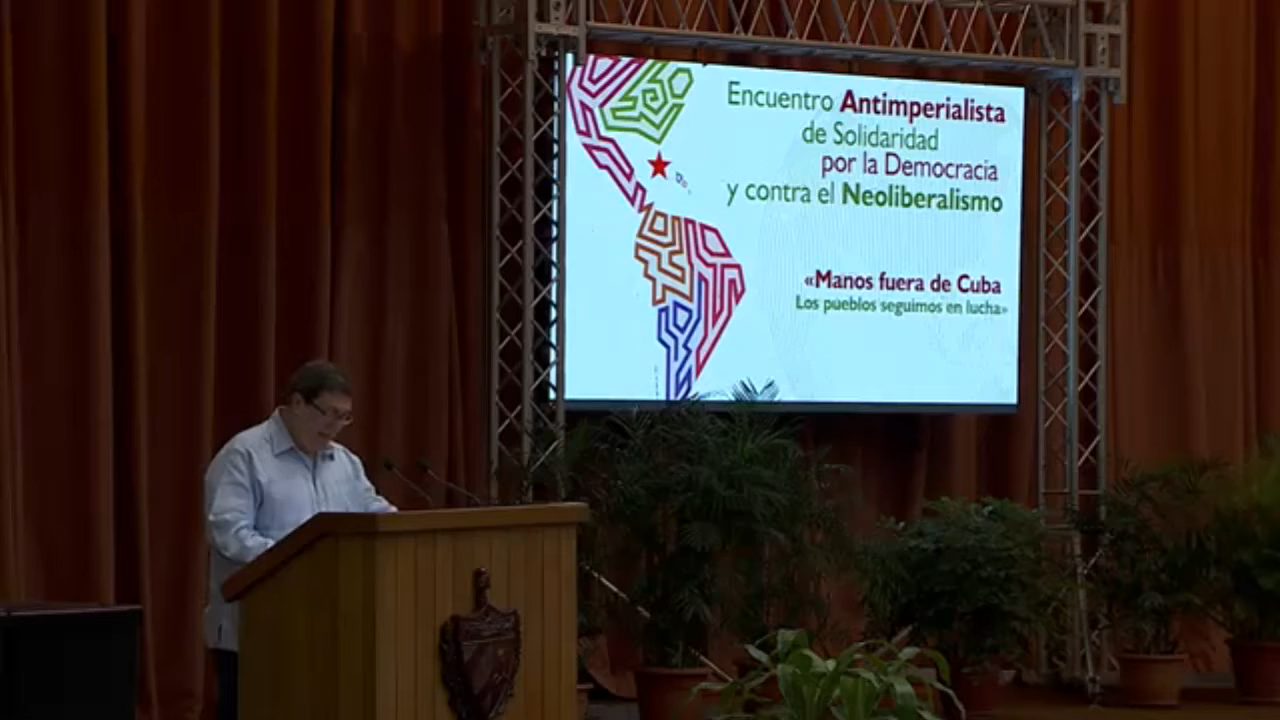 Encuentro Antimperialista
de Solidaridad
por la Democracia
y contra el Neoliberalismo
«Manos fuera de Cuba
Los pueblos seguimos en lucha»